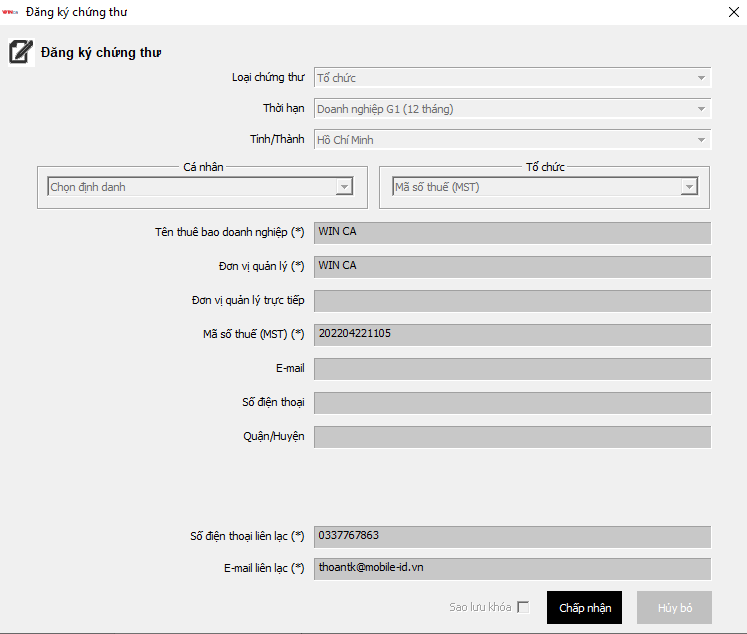 WINCA Đăng ký chứng thư
Đăng ký chứng thư
Loại chứng thư Tổ chức
Thời hạn Doanh nghiệp G1 (12 tháng)
Tỉnh/Thành Hồ Chí Minh
Cá nhân Tổ chức
Chọn định danh Mã số thuế (MST)
Tên thuê bao doanh nghiệp (*) WIN CA
Đơn vị quản lý (*) WIN CA
Đơn vị quản lý trực tiếp
Mã số thuế (MST) (*) 202204221105
E-mail
Số điện thoại
Quận/Huyện
Số điện thoại liên lạc (*) 0337767863
E-mail liên lạc (*) thoantk@mobile-id.vn
Sao lưu khóa Chấp nhận Hủy bỏ